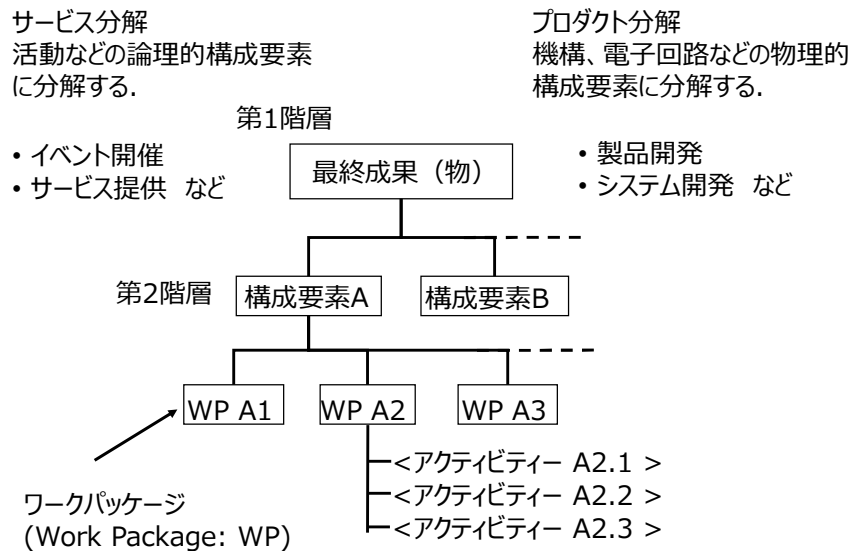 サービス分解
活動などの論理的構成要素
に分解する.
プロダクト分解
機構、電子回路などの物理的
構成要素に分解する.
第1階層
• イベント開催
• サービス提供 など
最終成果（物）
• 製品開発
• システム開発 など
第2階層
構成要素A
構成要素B
WP A1
WP A2
WP A3
<アクティビティー A2.1 >
<アクティビティー A2.2 >
<アクティビティー A2.3 >
ワークパッケージ
(Work Package: WP)